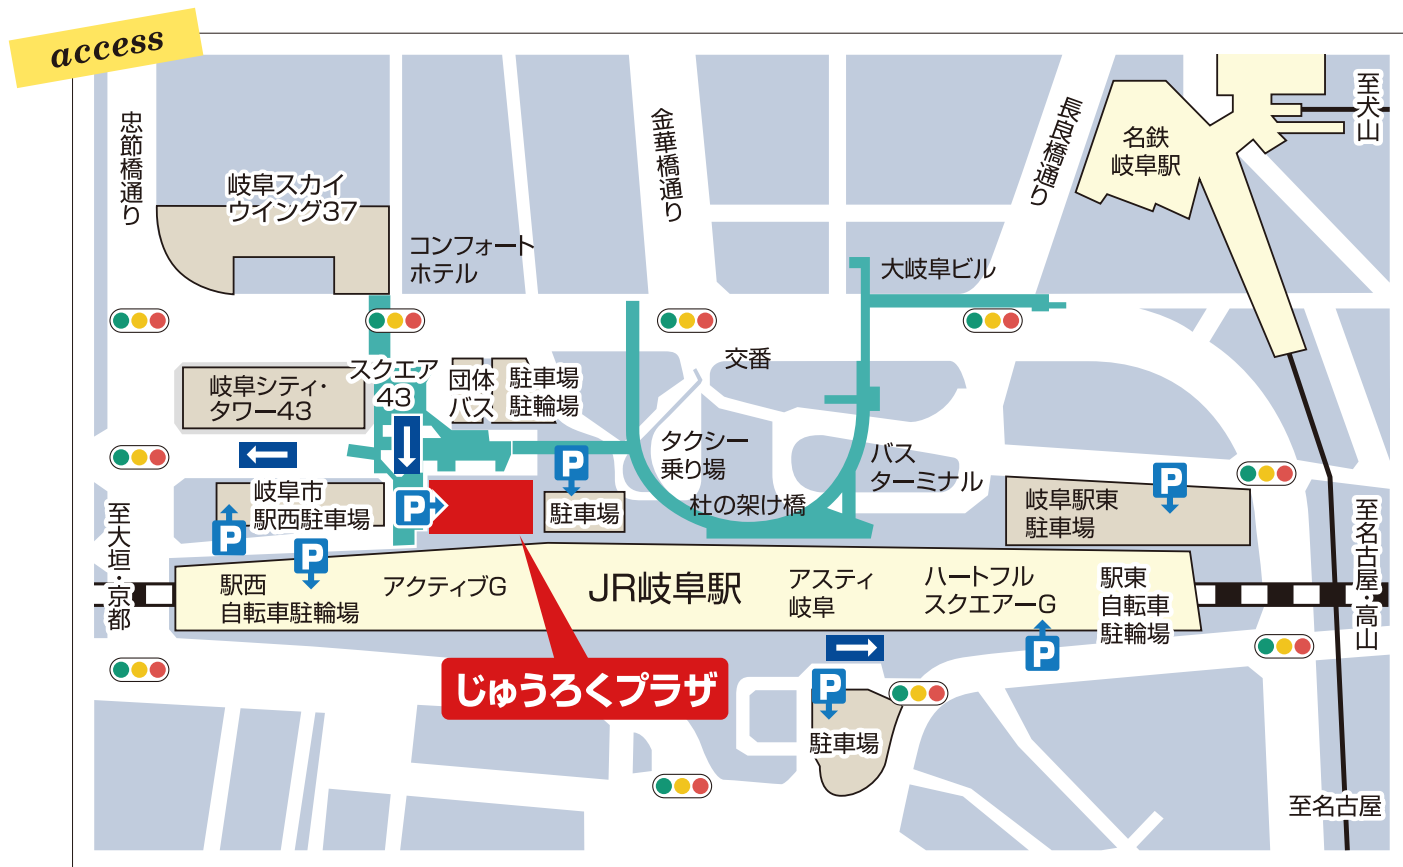 access
忠節橋通り
金華橋通り
長良橋通り
至犬山
名鉄
岐阜駅
岐阜スカイ
ウイング37
コンフォート
ホテル
大岐阜ビル
交番
スクエア
43
岐阜シティ・
タワー43
団体
バス
駐車場
駐輪場
タクシー
乗り場
バス
ターミナル
杜の架け橋
P
P
岐阜市
駅西駐車場
P
駐車場
岐阜駅東
駐車場
P
P
至大垣・京都
至名古屋・高山
駅西
自転車駐輪場
アクティブG
JR岐阜駅
アスティ
岐阜
ハートフル
スクエアーG
駅東
自転車
駐輪場
P
じゅうろくプラザ
P
駐車場
至名古屋